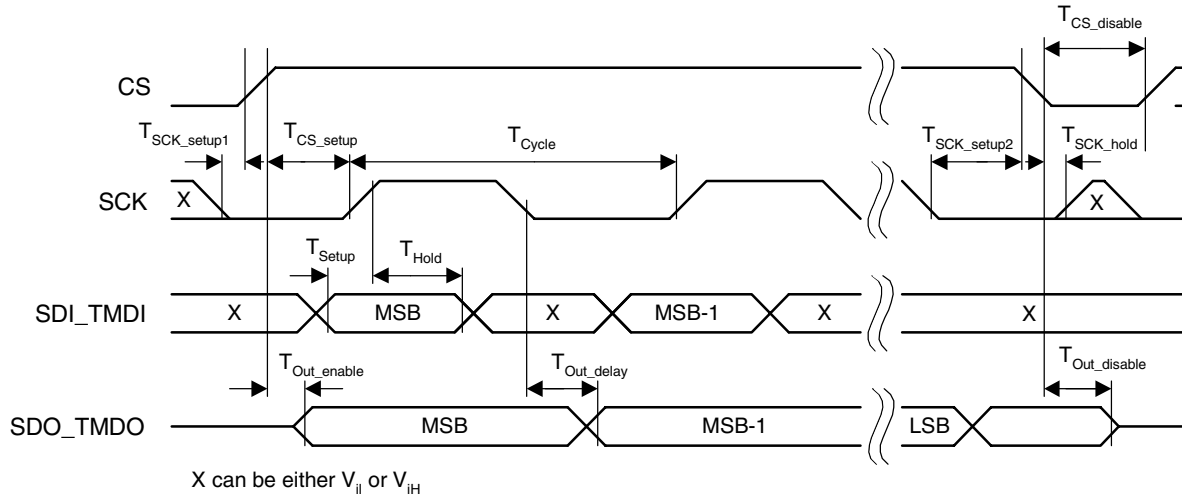 T_CS_disable
CS
T_SCK_setup1 T_CS_setup T_Cycle T_SCK_setup2 T_SCK_hold
SCK X X
T_Setup T_Hold
SDI_TMDI X MSB X MSB-1 X X
T_Out_enable T_Out_delay T_Out_disable
SDO_TMDO MSB MSB-1 LSB
X can be either V_il or V_iH